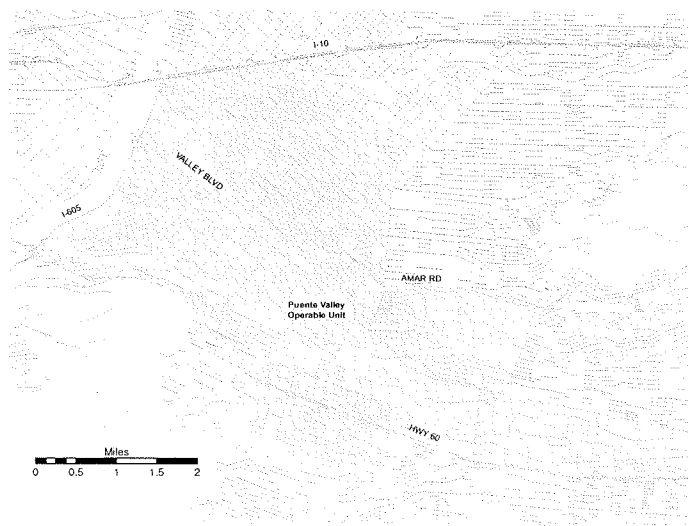 I-10
VALLEY BLVD
I-605
AMAR RD
Puente Valley
Operable Unit
HWY 60
Miles
0 0.5 1 1.5 2